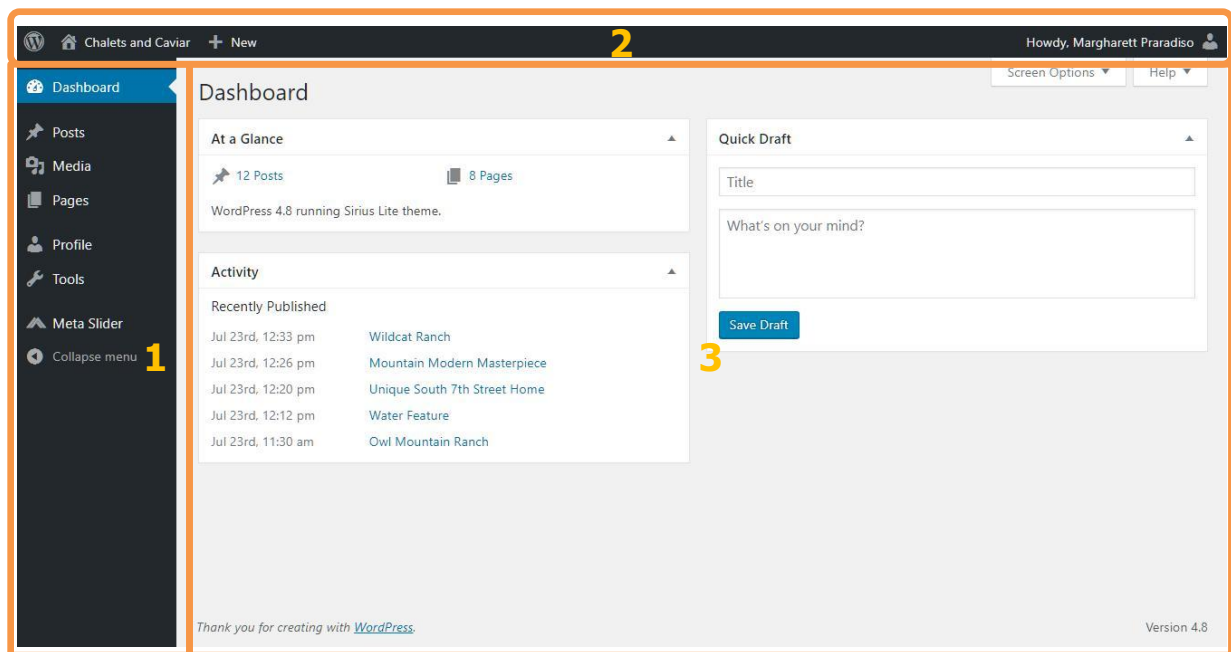 Chalets and Caviar New 2 Howdy, Margharett Praradiso
Dashboard
Posts
Media
Pages
Profile
Tools
Meta Slider
Collapse menu 1
Screen Options Help
Dashboard
At a Glance
12 Posts 8 Pages
WordPress 4.8 running Sirius Lite theme.
Activity
Recently Published
Jul 23rd, 12:33 pm Wildcat Ranch
Jul 23rd, 12:26 pm Mountain Modern Masterpiece
Jul 23rd, 12:20 pm Unique South 7th Street Home
Jul 23rd, 12:12 pm Water Feature
Jul 23rd, 11:30 am Owl Mountain Ranch
Quick Draft
Title
What's on your mind?
Save Draft
3
Thank you for creating with WordPress. Version 4.8